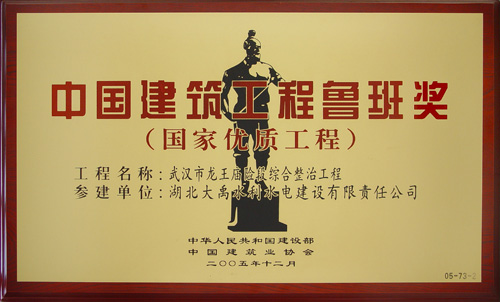 中国建筑工程鲁班奖
（国家优质工程）
工程名称：武汉市龙王庙险段综合整治工程
参建单位：湖北大禹水利水电建设有限责任公司
中华人民共和国建设部
中国建筑业协会
二〇〇五年十二月
05-73-2